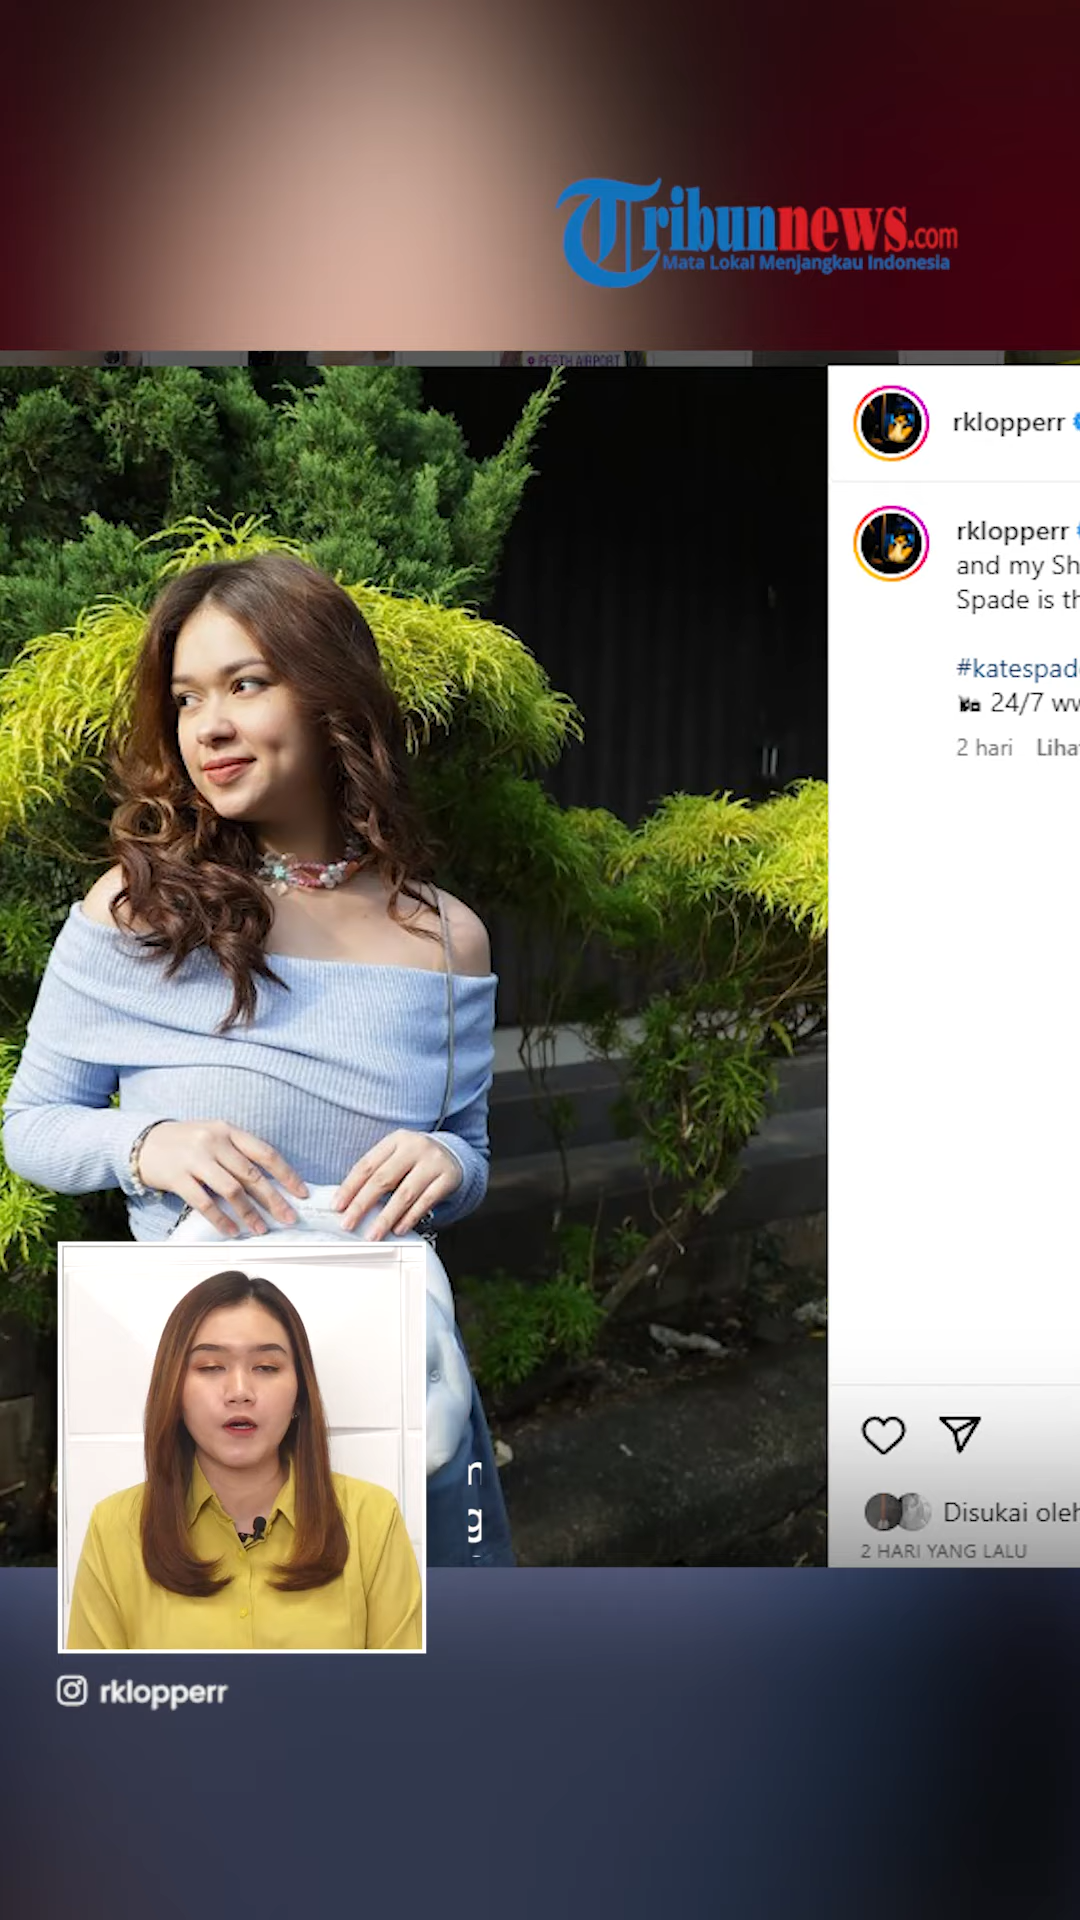 Tribunnews.com
Mata Lokal Menjangkau Indonesia
PERTH AIRPORT
rklopperr
rklopperr
and my Sh
Spade is th
#katespad
24/7 ww
2 hari Liha
n
g
Disukai oleh
2 HARI YANG LALU
rklopperr